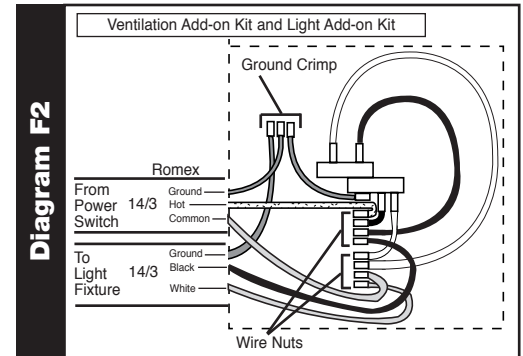 Diagram F2
Ventilation Add-on Kit and Light Add-on Kit
Ground Crimp
Romex
From
Power
Switch
14/3
Ground
Hot
Common
To
Light
Fixture
14/3
Ground
Black
White
Wire Nuts